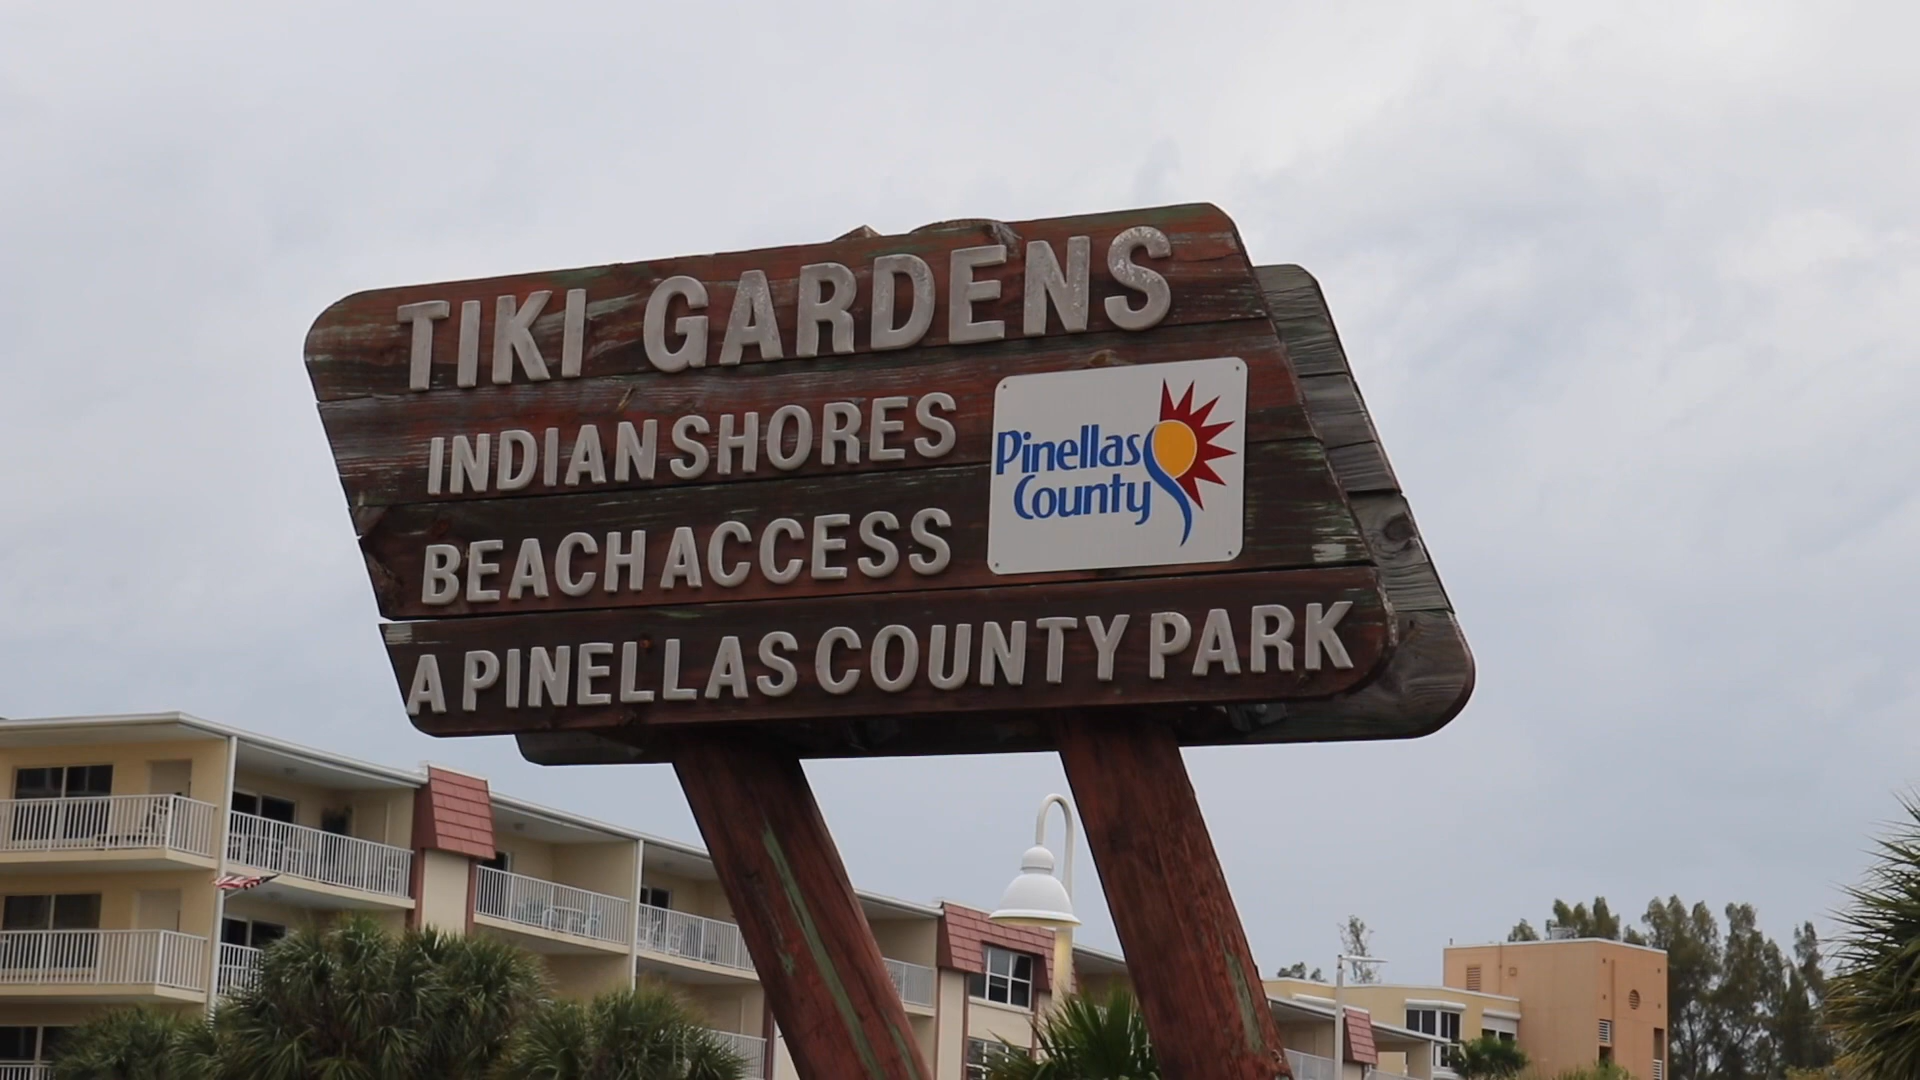 TIKI GARDENS
INDIAN SHORES
BEACH ACCESS
Pinellas
County
A PINELLAS COUNTY PARK